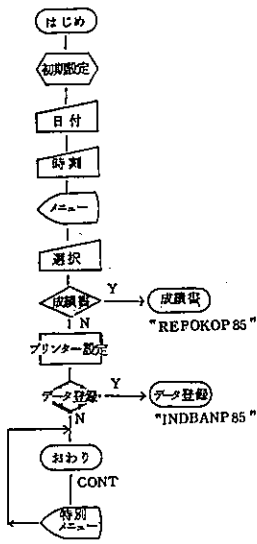 はじめ
初期設定
日付
時刻
メニュー
選択
成績書
Y
成績書
N
"REPOKOP85"
プリンター設定
データ登録
Y
データ登録
N
"INDBANP85"
おわり
CONT
特別
メニュー